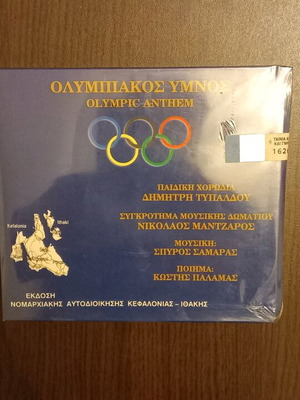 ΟΛΥΜΠΙΑΚΟΣ ΥΜΝΟΣ
OLYMPIC ANTHEM
ΠΑΙΔΙΚΗ ΧΟΡΩΔΙΑ
ΔΗΜΗΤΡΗ ΤΥΠΑΛΔΟΥ
ΣΥΓΚΡΟΤΗΜΑ ΜΟΥΣΙΚΗΣ ΔΩΜΑΤΙΟΥ
ΝΙΚΟΛΑΟΣ ΜΑΝΤΖΑΡΟΣ
ΜΟΥΣΙΚΗ:
ΣΠΥΡΟΣ ΣΑΜΑΡΑΣ
ΠΟΙΗΜΑ:
ΚΩΣΤΗΣ ΠΑΛΑΜΑΣ
Kefalonia
Ithaki
ΕΚΔΟΣΗ
ΝΟΜΑΡΧΙΑΚΗΣ ΑΥΤΟΔΙΟΙΚΗΣΗΣ ΚΕΦΑΛΟΝΙΑΣ – ΙΘΑΚΗΣ